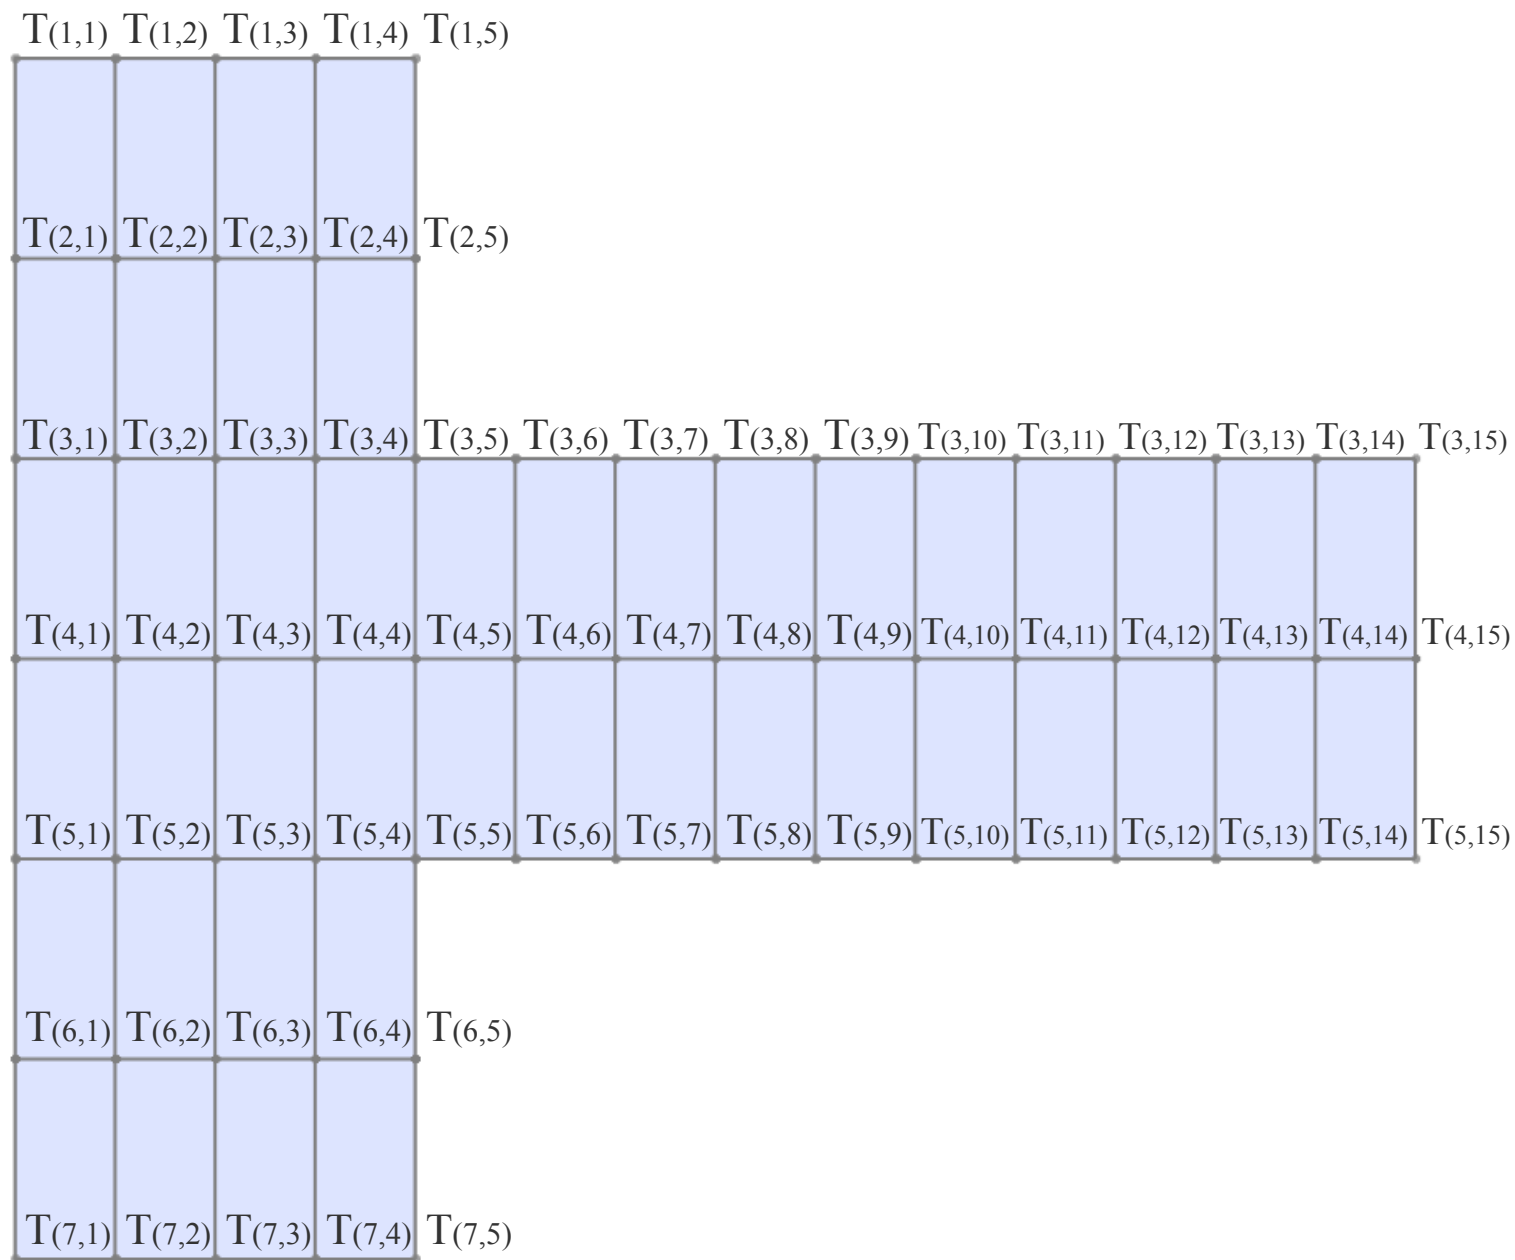 T(1,1) T(1,2) T(1,3) T(1,4) T(1,5)
T(2,1) T(2,2) T(2,3) T(2,4) T(2,5)
T(3,1) T(3,2) T(3,3) T(3,4) T(3,5) T(3,6) T(3,7) T(3,8) T(3,9) T(3,10) T(3,11) T(3,12) T(3,13) T(3,14) T(3,15)
T(4,1) T(4,2) T(4,3) T(4,4) T(4,5) T(4,6) T(4,7) T(4,8) T(4,9) T(4,10) T(4,11) T(4,12) T(4,13) T(4,14) T(4,15)
T(5,1) T(5,2) T(5,3) T(5,4) T(5,5) T(5,6) T(5,7) T(5,8) T(5,9) T(5,10) T(5,11) T(5,12) T(5,13) T(5,14) T(5,15)
T(6,1) T(6,2) T(6,3) T(6,4) T(6,5)
T(7,1) T(7,2) T(7,3) T(7,4) T(7,5)